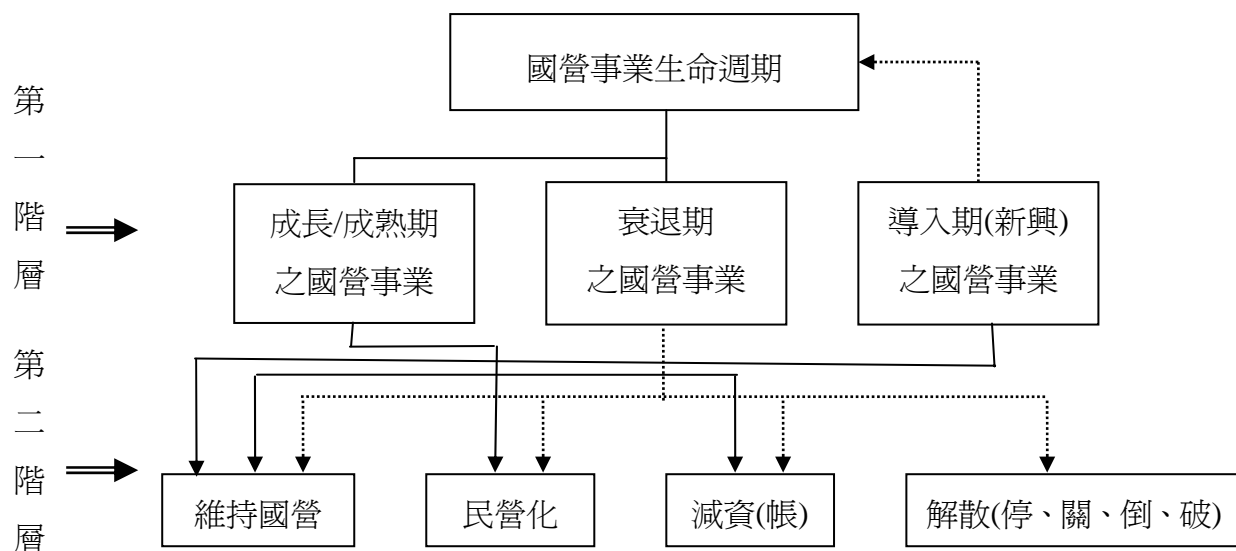 國營事業生命週期
第一階層
成長/成熟期
之國營事業
衰退期
之國營事業
導入期(新興)
之國營事業
第二階層
維持國營
民營化
減資(帳)
解散(停、關、倒、破)